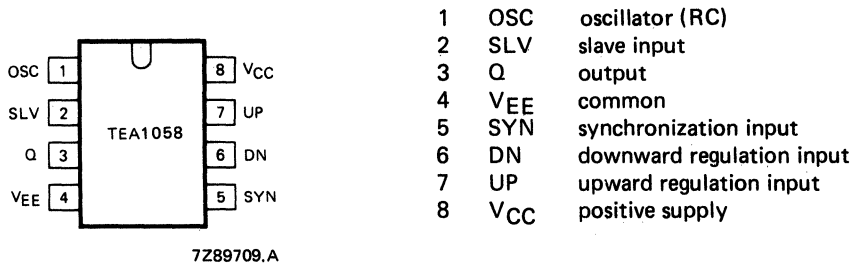 OSC 1
SLV 2
Q 3
VEE 4
TEA1058
8 VCC
7 UP
6 DN
5 SYN
7Z89709.A
1 OSC oscillator (RC)
2 SLV slave input
3 Q output
4 VEE common
5 SYN synchronization input
6 DN downward regulation input
7 UP upward regulation input
8 VCC positive supply